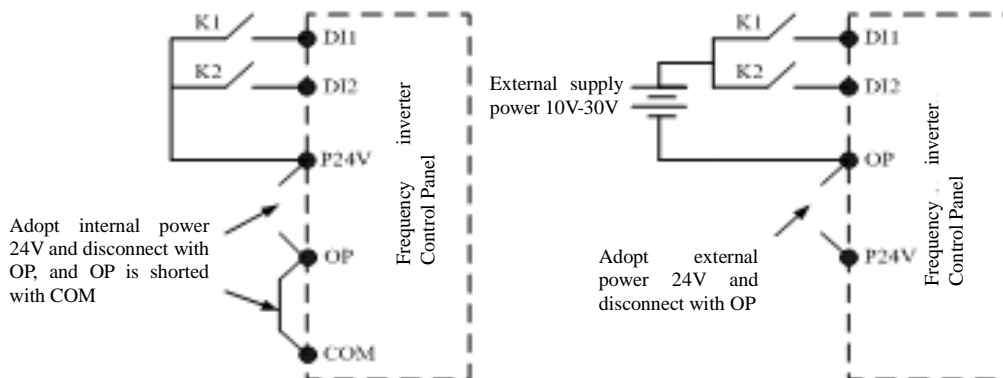 K1
DI1
K2
DI2
P24V
Adopt internal power
24V and disconnect with
OP, and OP is shorted
with COM
OP
COM
Frequency inverter
Control Panel
K1
DI1
K2
DI2
External supply
power 10V-30V
OP
Adopt external
power 24V and
disconnect with OP
P24V
Frequency inverter
Control Panel